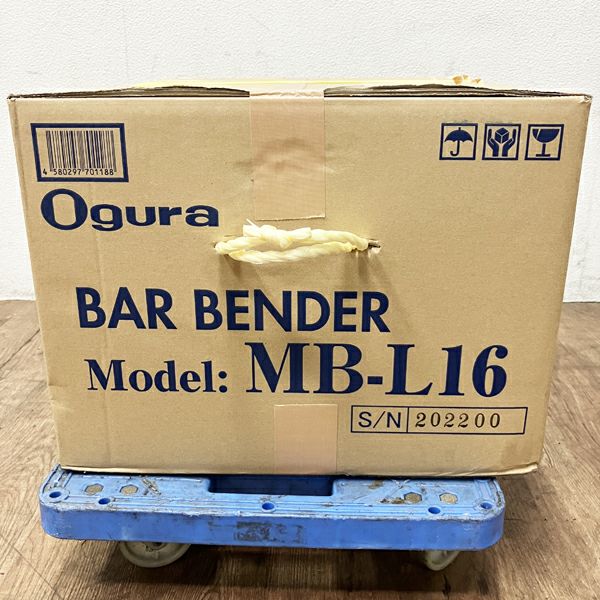 4 580297 701188
Ogura
BAR BENDER
Model: MB-L16
S/N 202200